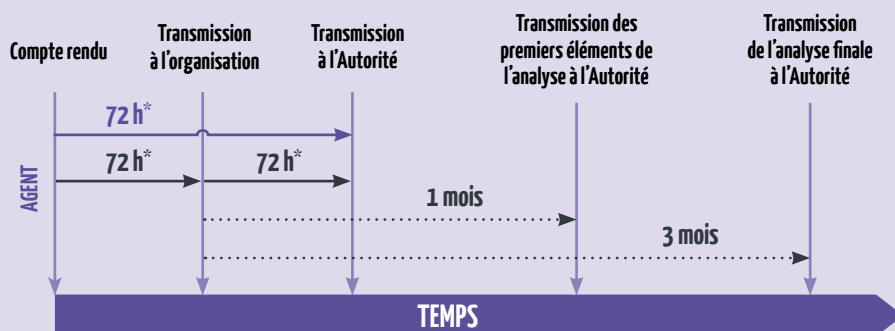 Compte rendu
Transmission
à l’organisation
Transmission
à l’Autorité
Transmission des
premiers éléments de
l’analyse à l’Autorité
Transmission
de l’analyse finale
à l’Autorité
72 h*
72 h*
72 h*
AGENT
1 mois
3 mois
TEMPS